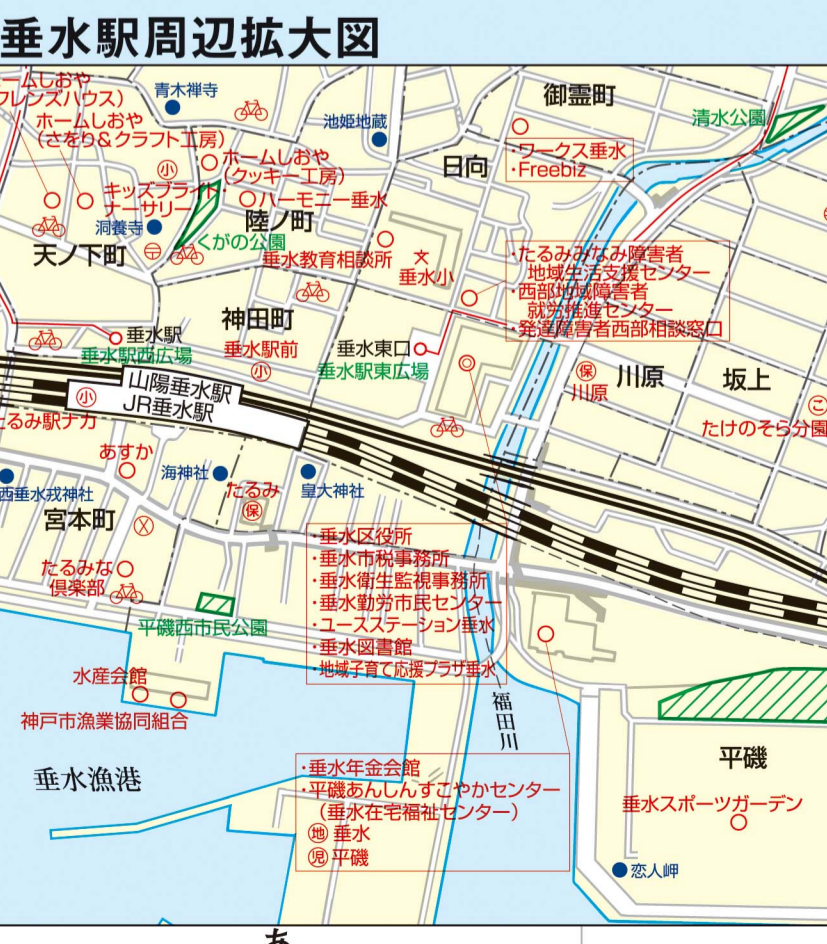 垂水駅周辺拡大図
ームしおや
フレンズハウス)
ホームしおや
(さをり&クラフト工房)
青木禅寺
池姫地蔵
御霊町
清水公園
小
ホームしおや
(クッキー工房)
日向
・ワークス垂水
・Freebiz
キッズブライト・
ナーサリー
ハーモニー垂水
洞養寺
陸ノ町
くがの公園
天ノ下町
垂水教育相談所
文
垂水小
・たるみみなみ障害者
地域生活支援センター
・西部地域障害者
就労推進センター
・発達障害者西部相談窓口
神田町
垂水駅
垂水駅西広場
垂水駅前
小
垂水東口
垂水駅東広場
保
川原
川原
坂上
こ
たけのそら分園
山陽垂水駅
JR垂水駅
小
たるみ駅ナカ
あすか
海神社
皇大神社
西垂水戎神社
たるみ
保
宮本町
たるみな
倶楽部
平磯西市民公園
・垂水区役所
・垂水市税事務所
・垂水衛生監視事務所
・垂水勤労市民センター
・ユースステーション垂水
・垂水図書館
・地域子育て応援プラザ垂水
水産会館
神戸市漁業協同組合
福田川
垂水漁港
・垂水年金会館
・平磯あんしんすこやかセンター
(垂水在宅福祉センター)
地 垂水
児 平磯
平磯
垂水スポーツガーデン
恋人岬